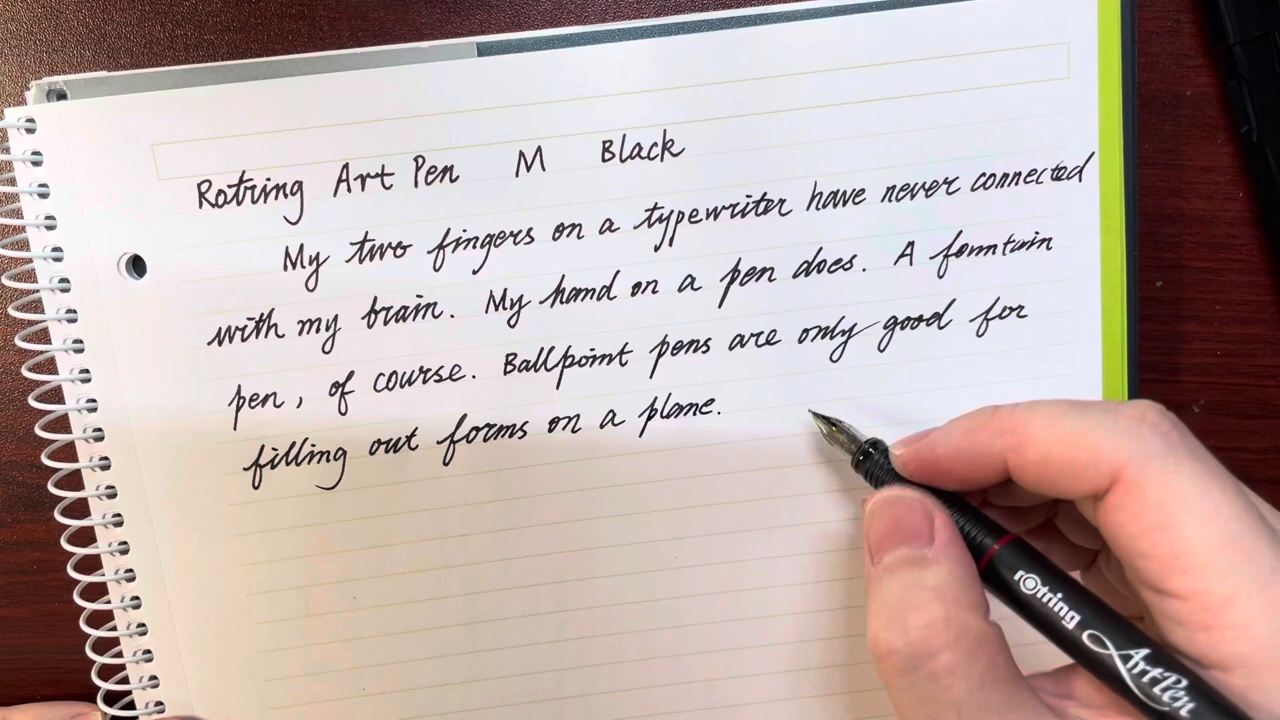 Rotring Art Pen M Black
My two fingers on a typewriter have never connected
with my brain. My hand on a pen does. A fountain
pen, of course. Ballpoint pens are only good for
filling out forms on a plane.
rotring ArtPen